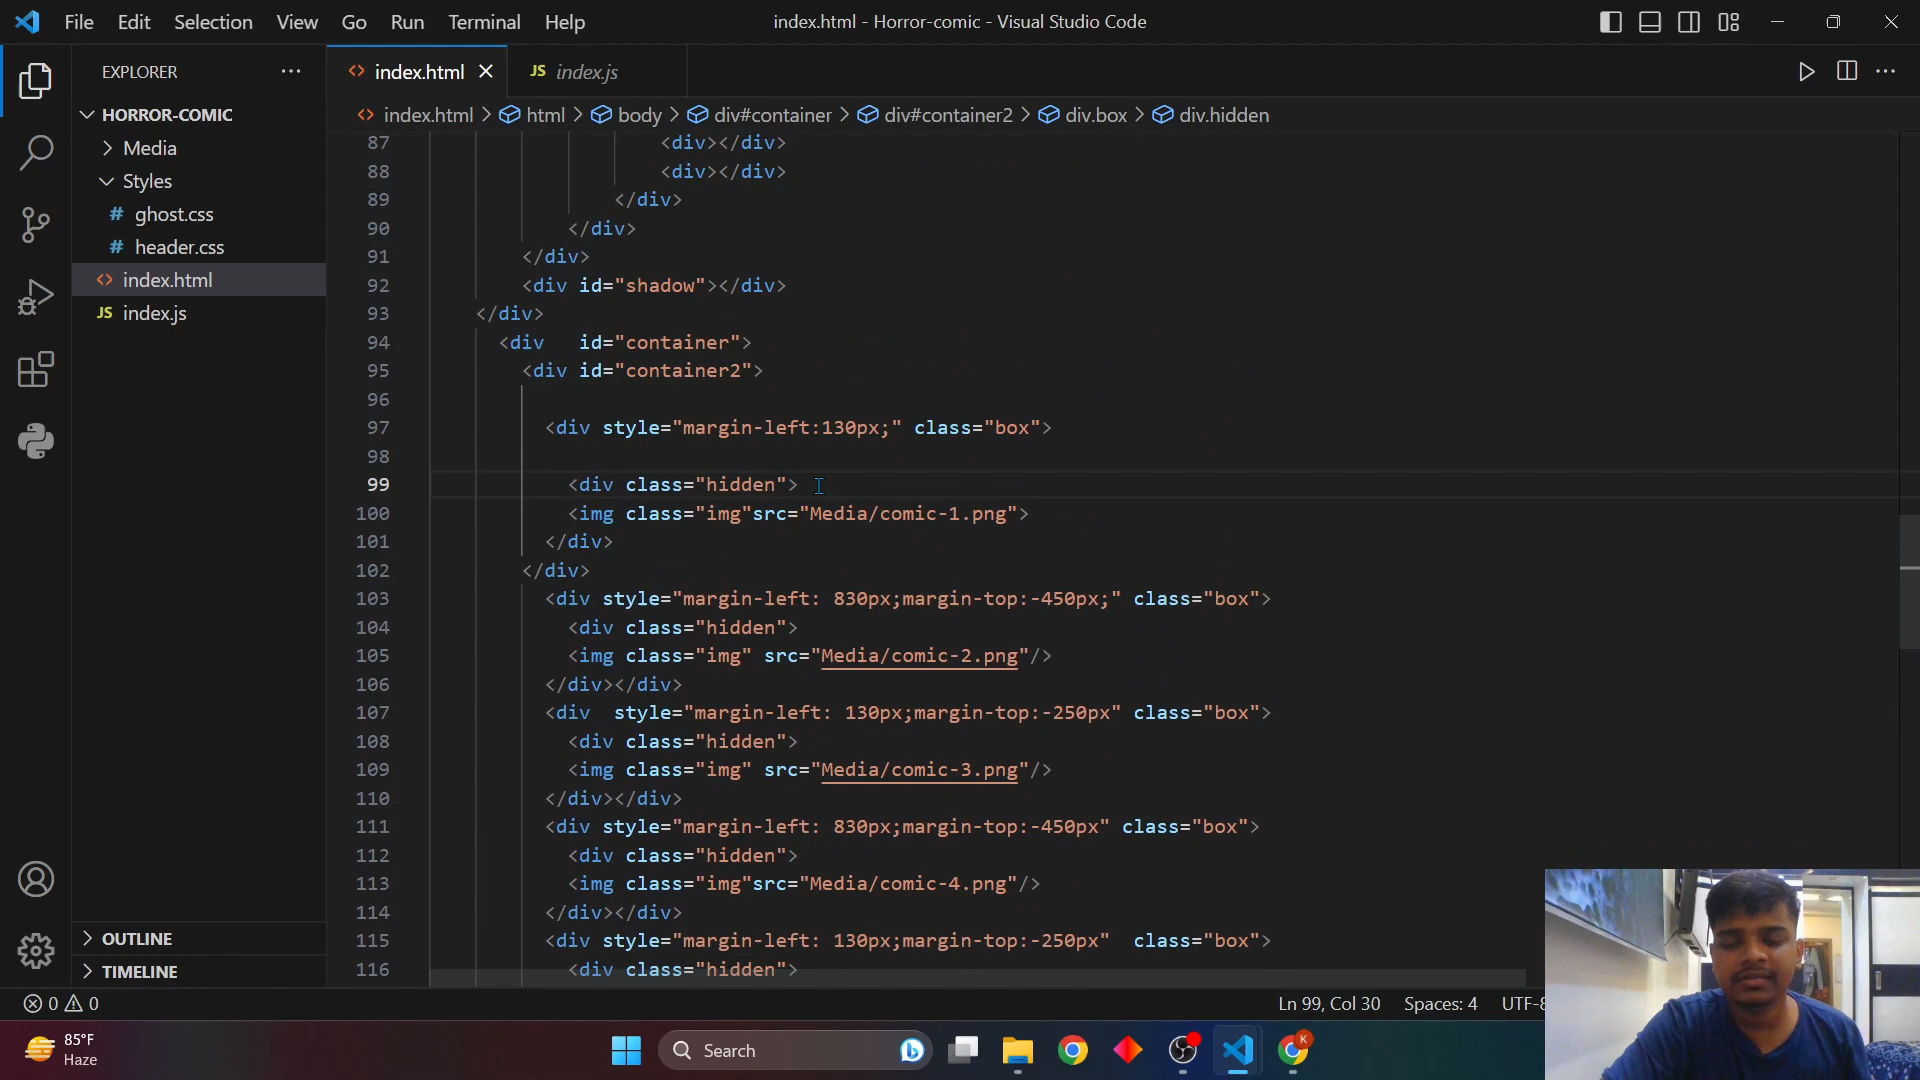 File Edit Selection View Go Run Terminal Help
index.html - Horror-comic - Visual Studio Code
EXPLORER
index.html
JS index.js
index.html > html > body > div#container > div#container2 > div.box > div.hidden
HORROR-COMIC
Media
Styles
# ghost.css
# header.css
<> index.html
JS index.js
87 <div></div>
88 <div></div>
89 </div>
90 </div>
91 </div>
92 <div id="shadow"></div>
93 </div>
94 <div   id="container">
95 <div id="container2">
96
97 <div style="margin-left:130px;" class="box">
98
99 <div class="hidden">
100 <img class="img"src="Media/comic-1.png">
101 </div>
102 </div>
103 <div style="margin-left: 830px;margin-top:-450px;" class="box">
104 <div class="hidden">
105 <img class="img" src="Media/comic-2.png"/>
106 </div></div>
107 <div  style="margin-left: 130px;margin-top:-250px" class="box">
108 <div class="hidden">
109 <img class="img" src="Media/comic-3.png"/>
110 </div></div>
111 <div style="margin-left: 830px;margin-top:-450px" class="box">
112 <div class="hidden">
113 <img class="img"src="Media/comic-4.png"/>
114 </div></div>
115 <div style="margin-left: 130px;margin-top:-250px"  class="box">
116 <div class="hidden">
OUTLINE
TIMELINE
0 0
Ln 99, Col 30 Spaces: 4 UTF-8
85°F
Haze
Search
K